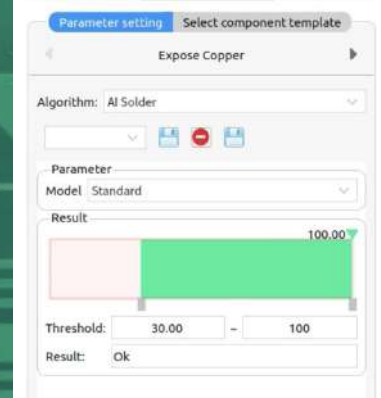 Parameter setting Select component template
Expose Copper
Algorithm: AI Solder
Parameter
Model Standard
Result
100.00
Threshold: 30.00 – 100
Result: Ok